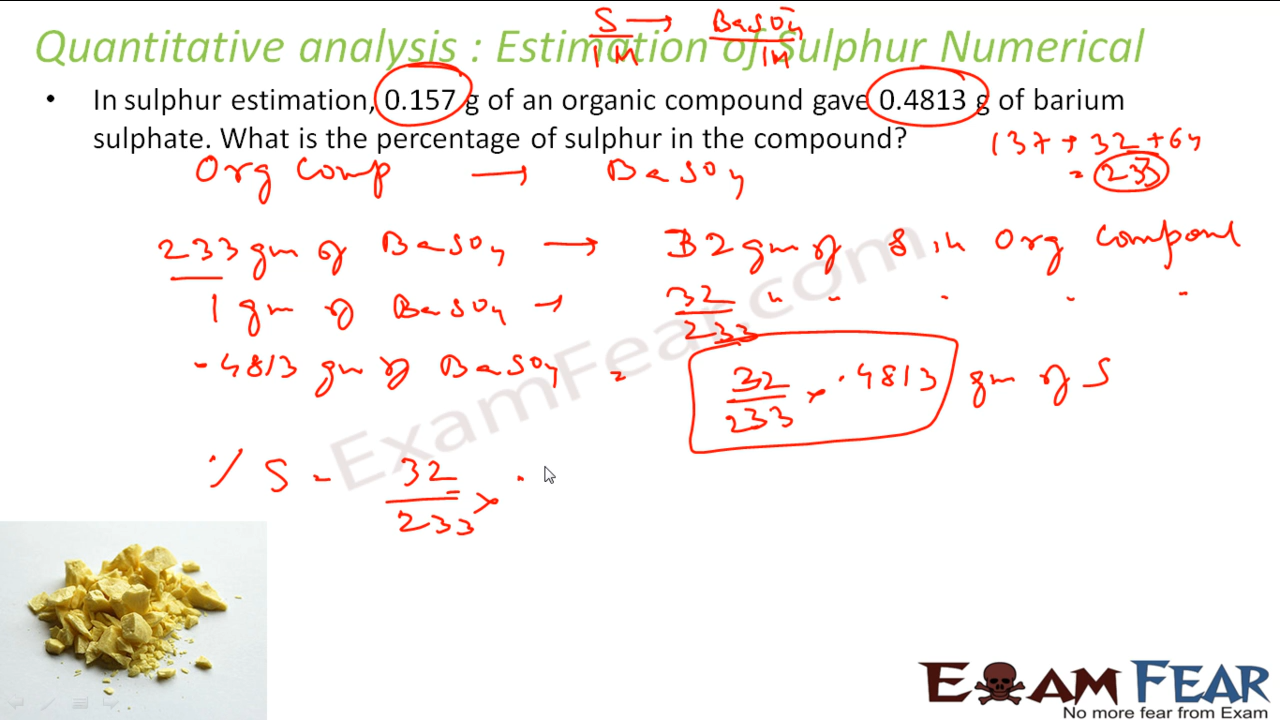 S → BaSO4
1M 1M
Quantitative analysis : Estimation of Sulphur Numerical
• In sulphur estimation, 0.157 g of an organic compound gave 0.4813 g of barium
sulphate. What is the percentage of sulphur in the compound?
137 + 32 + 64
= 233
Org Comp → BaSO4
233 gm of BaSO4 → 32 gm of S in Org Compound
1 gm of BaSO4 → 32/233 " " " " "
.4813 gm of BaSO4 = 32/233 × .4813 gm of S
% S = 32/233 × .
ExamFear.com
EXAM FEAR
No more fear from Exam